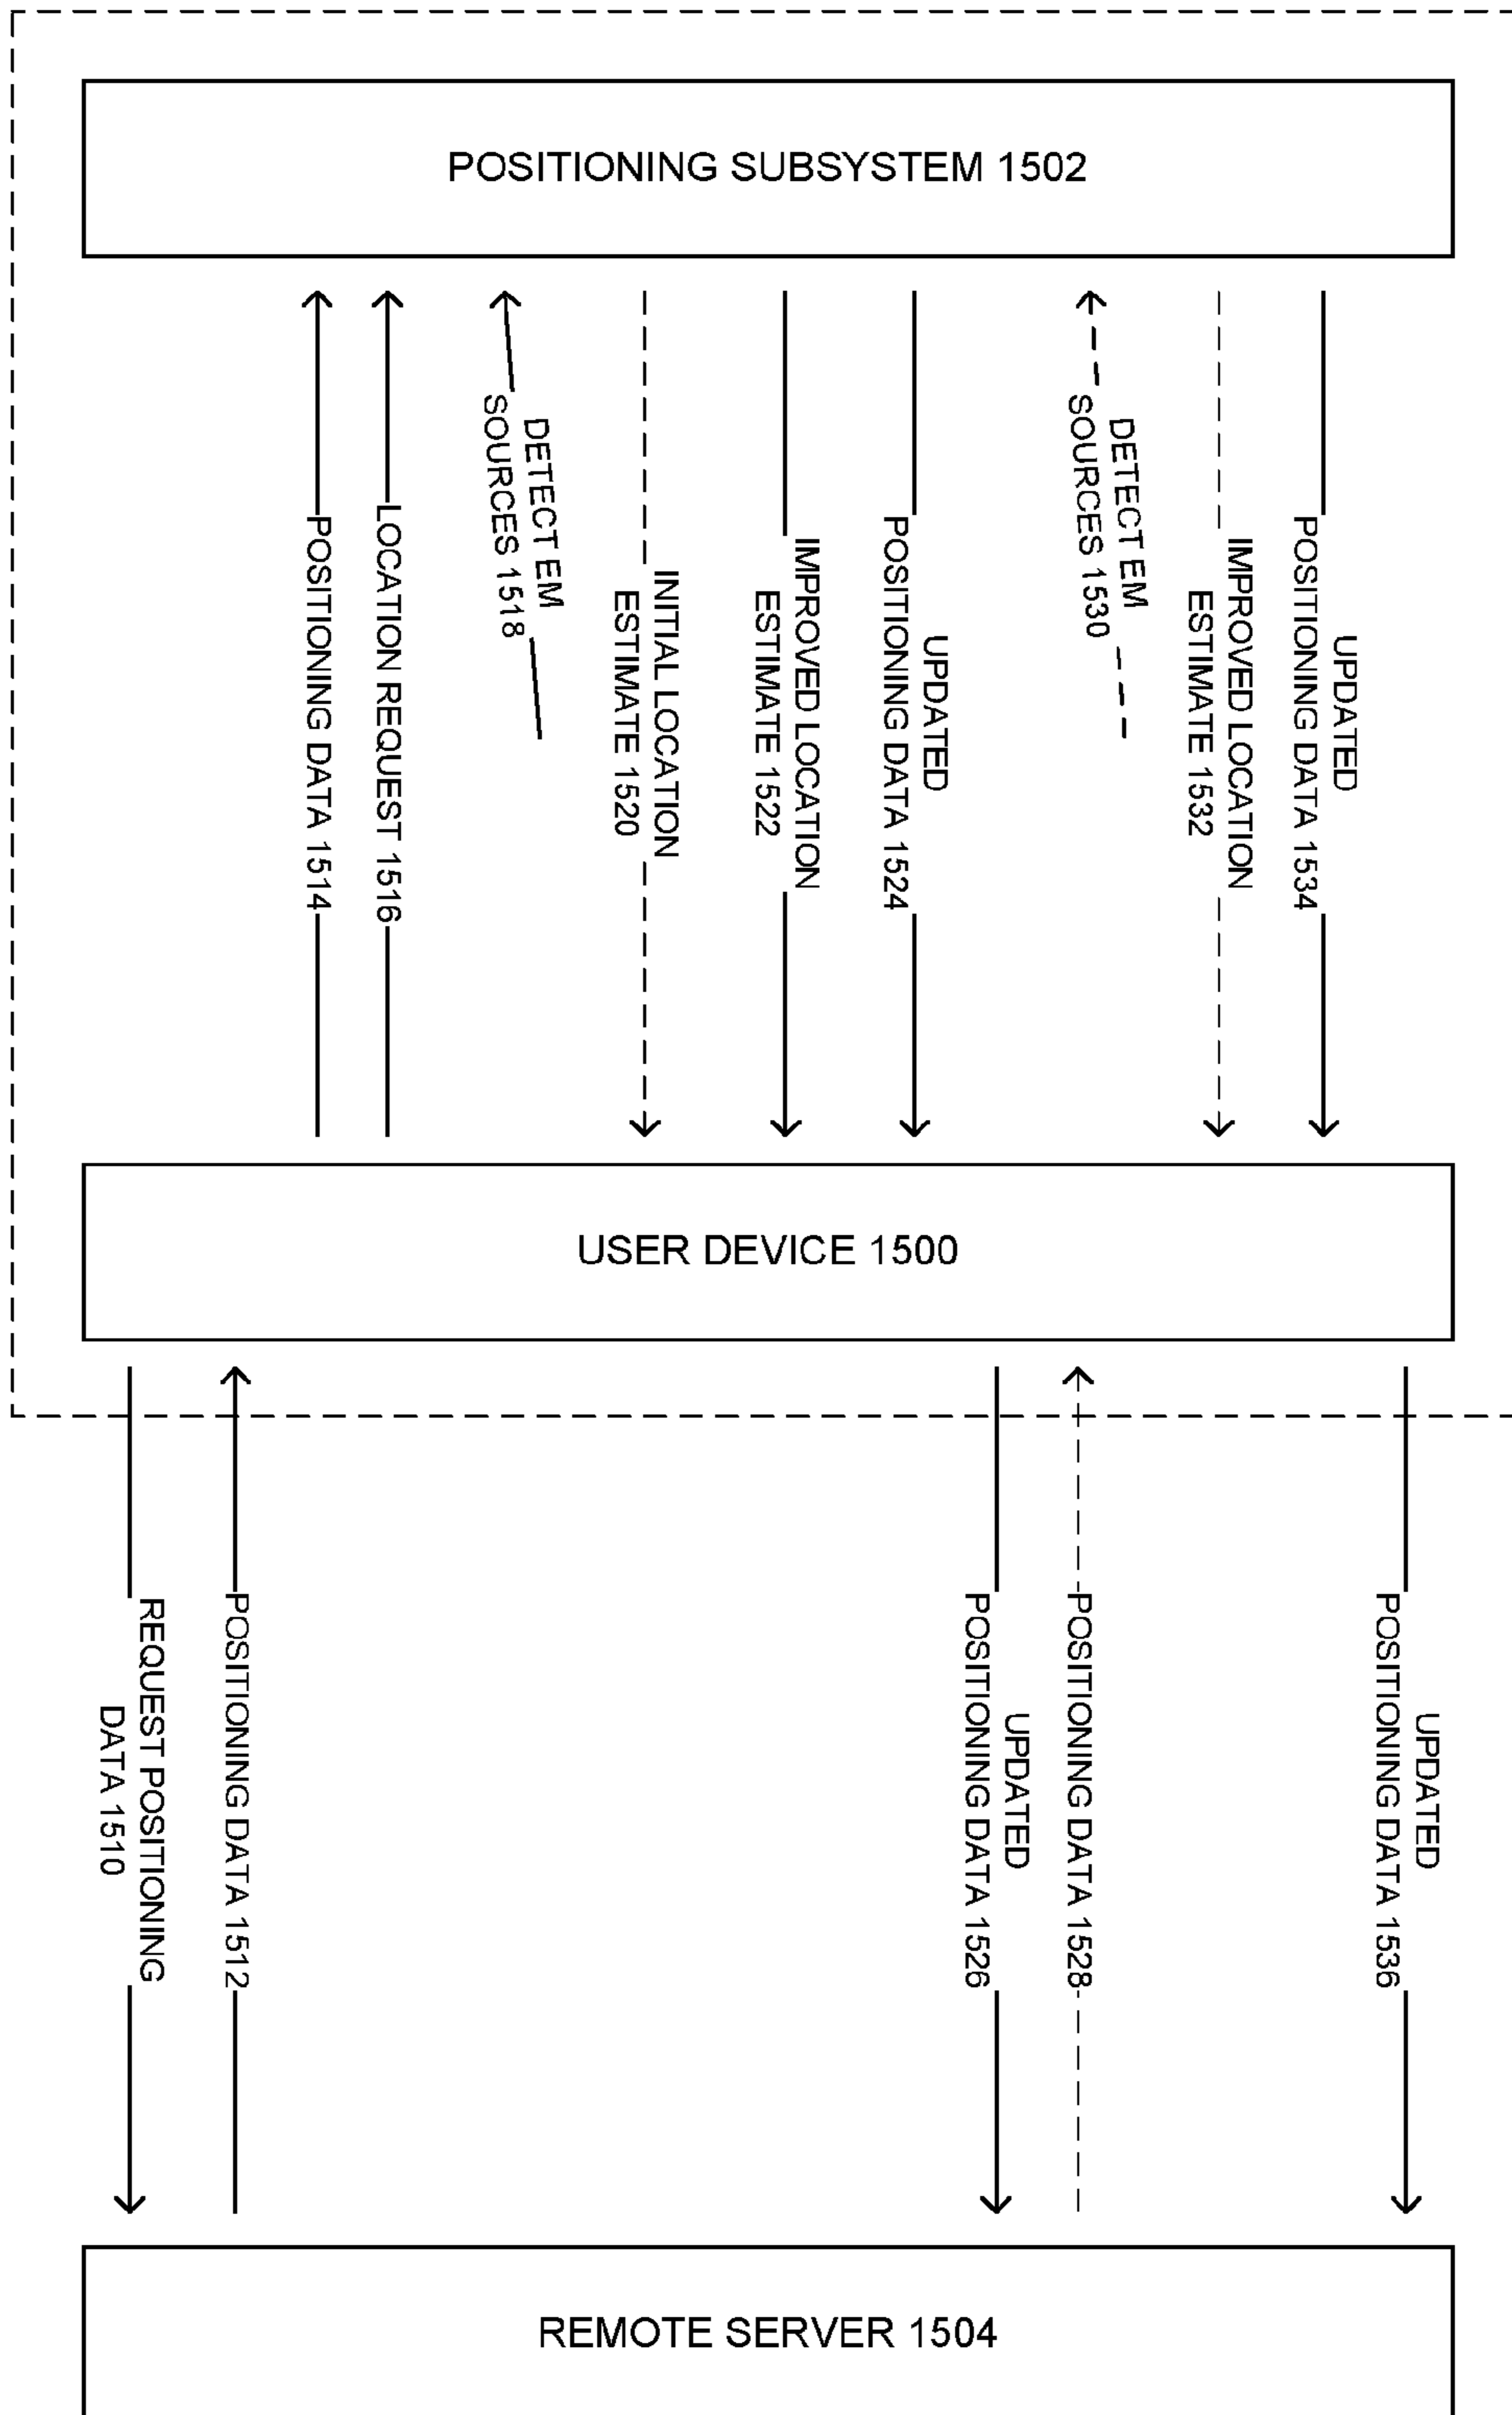 POSITIONING SUBSYSTEM 1502
POSITIONING DATA 1514
LOCATION REQUEST 1516
DETECT EM
SOURCES 1518
INITIAL LOCATION
ESTIMATE 1520
IMPROVED LOCATION
ESTIMATE 1522
UPDATED
POSITIONING DATA 1524
DETECT EM
SOURCES 1530
IMPROVED LOCATION
ESTIMATE 1532
UPDATED
POSITIONING DATA 1534
USER DEVICE 1500
REQUEST POSITIONING
DATA 1510
POSITIONING DATA 1512
UPDATED
POSITIONING DATA 1526
POSITIONING DATA 1528
UPDATED
POSITIONING DATA 1536
REMOTE SERVER 1504